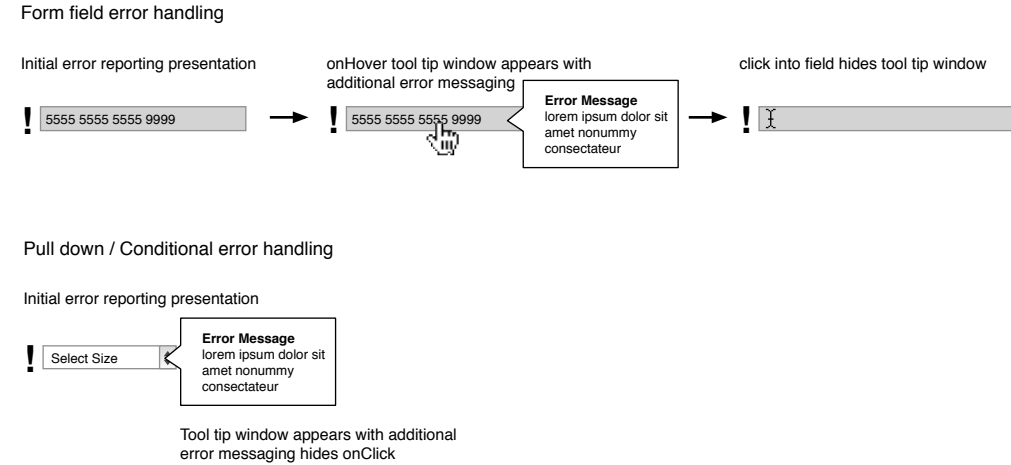 Form field error handling
Initial error reporting presentation
onHover tool tip window appears with
additional error messaging
click into field hides tool tip window
! 5555 5555 5555 9999
! 5555 5555 5555 9999
Error Message
lorem ipsum dolor sit
amet nonummy
consectateur
!
Pull down / Conditional error handling
Initial error reporting presentation
! Select Size
Error Message
lorem ipsum dolor sit
amet nonummy
consectateur
Tool tip window appears with additional
error messaging hides onClick